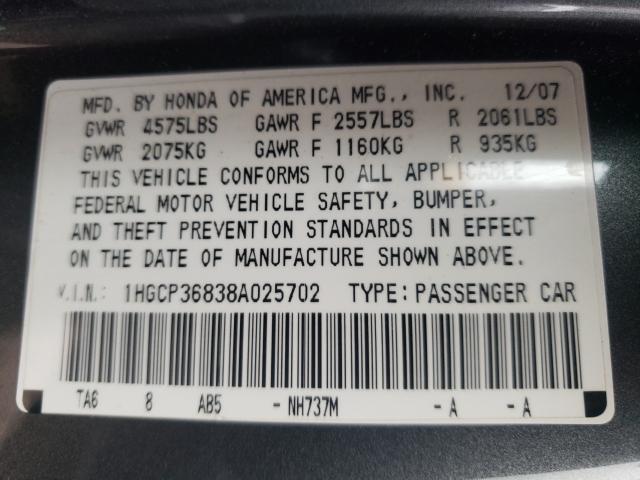 MFD. BY HONDA OF AMERICA MFG., INC. 12/07
GVWR 4575LBS GAWR F 2557LBS R 2061LBS
GVWR 2075KG GAWR F 1160KG R 935KG
THIS VEHICLE CONFORMS TO ALL APPLICABLE
FEDERAL MOTOR VEHICLE SAFETY, BUMPER,
AND THEFT PREVENTION STANDARDS IN EFFECT
ON THE DATE OF MANUFACTURE SHOWN ABOVE.
V.I.N.: 1HGCP36838A025702 TYPE: PASSENGER CAR
TA6 8 AB5 - NH737M - A - A